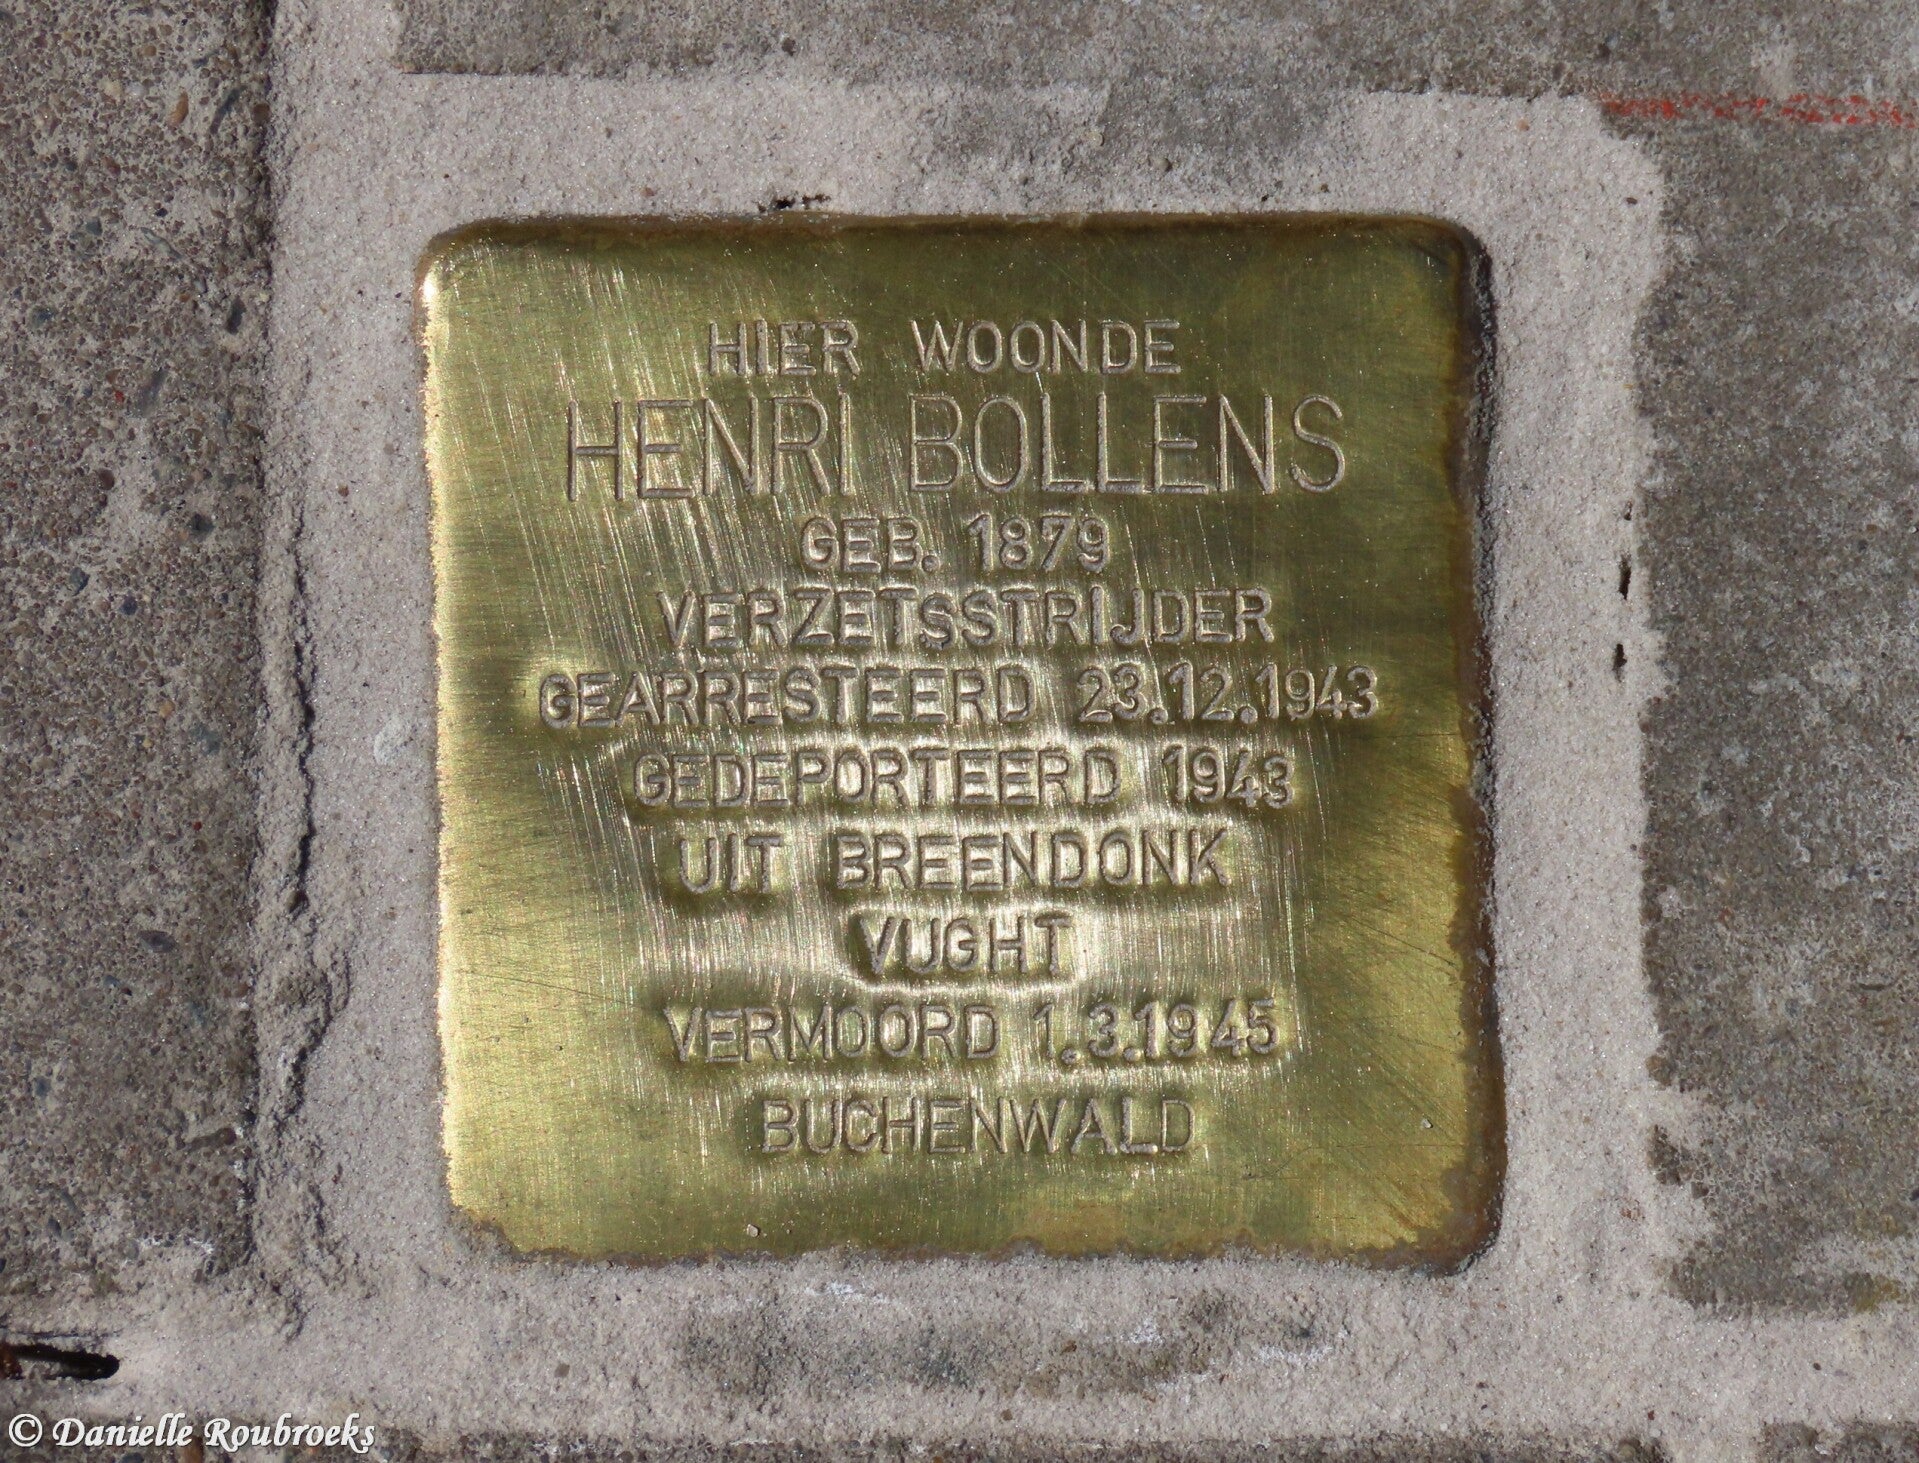 HIER WOONDE
HENRI BOLLENS
GEB. 1879
VERZETSSTRIJDER
GEARRESTEERD 23.12.1943
GEDEPORTEERD 1943
UIT BREENDONK
VUGHT
VERMOORD 1.3.1945
BUCHENWALD
© Danielle Roubroeks